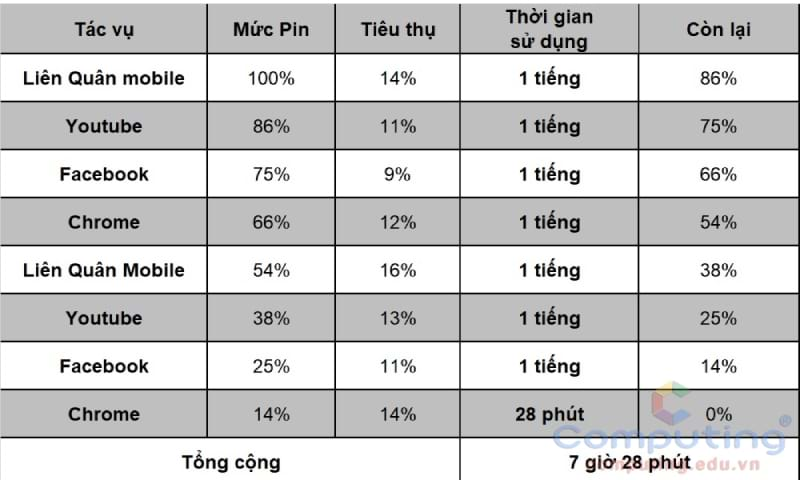 Tác vụ Mức Pin Tiêu thụ Thời gian sử dụng Còn lại
Liên Quân mobile 100% 14% 1 tiếng 86%
Youtube 86% 11% 1 tiếng 75%
Facebook 75% 9% 1 tiếng 66%
Chrome 66% 12% 1 tiếng 54%
Liên Quân Mobile 54% 16% 1 tiếng 38%
Youtube 38% 13% 1 tiếng 25%
Facebook 25% 11% 1 tiếng 14%
Chrome 14% 14% 28 phút 0%
Tổng cộng 7 giờ 28 phút
Computing®
computing.edu.vn